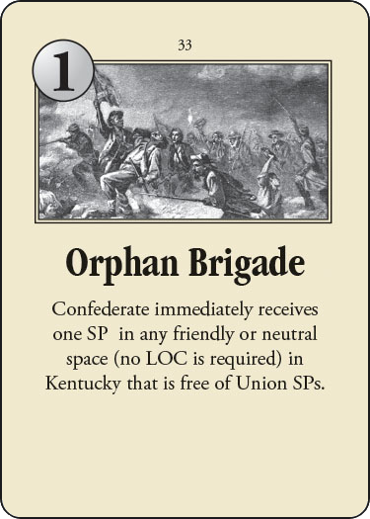 33
1
Orphan Brigade
Confederate immediately receives
one SP in any friendly or neutral
space (no LOC is required) in
Kentucky that is free of Union SPs.